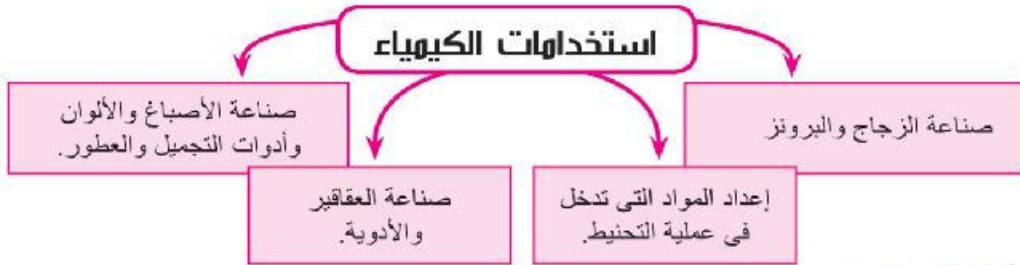 استخدامات الكيمياء
صناعة الزجاج والبرونز
إعداد المواد التى تدخل
فى عملية التحنيط.
صناعة العقاقير
والأدوية.
صناعة الأصباغ والألوان
وأدوات التجميل والعطور.